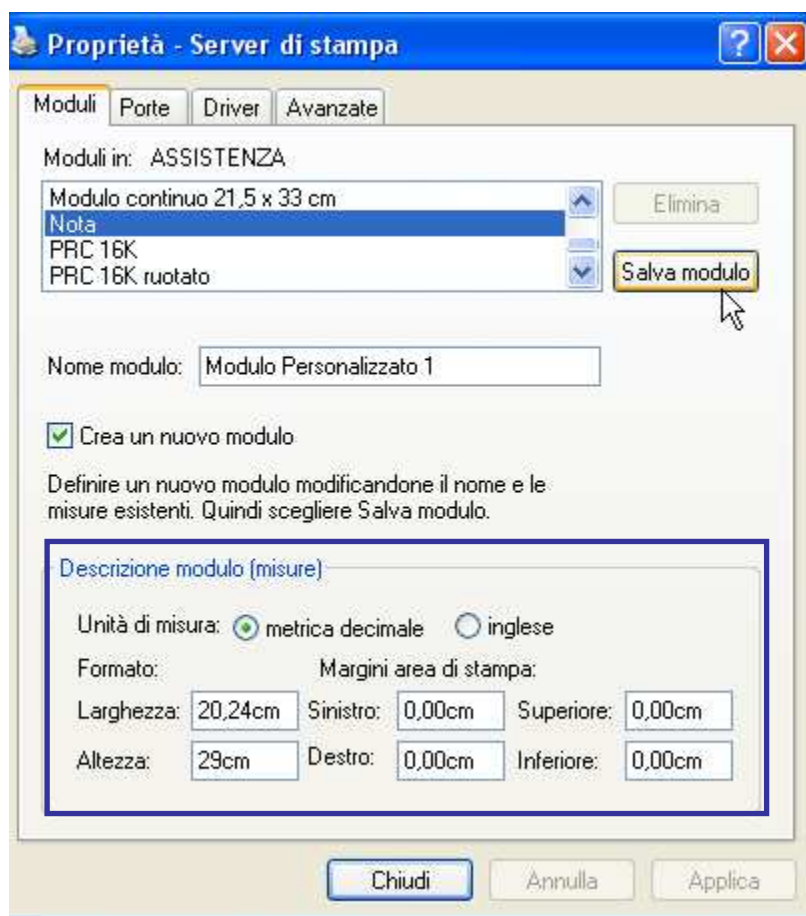 Proprietà - Server di stampa
Moduli Porte Driver Avanzate
Moduli in: ASSISTENZA
Modulo continuo 21,5 x 33 cm
Nota
PRC 16K
PRC 16K ruotato
Elimina
Salva modulo
Nome modulo: Modulo Personalizzato 1
Crea un nuovo modulo
Definire un nuovo modulo modificandone il nome e le
misure esistenti. Quindi scegliere Salva modulo.
Descrizione modulo (misure)
Unità di misura: metrica decimale inglese
Formato: Margini area di stampa:
Larghezza: 20,24cm Sinistro: 0,00cm Superiore: 0,00cm
Altezza: 29cm Destro: 0,00cm Inferiore: 0,00cm
Chiudi Annulla Applica